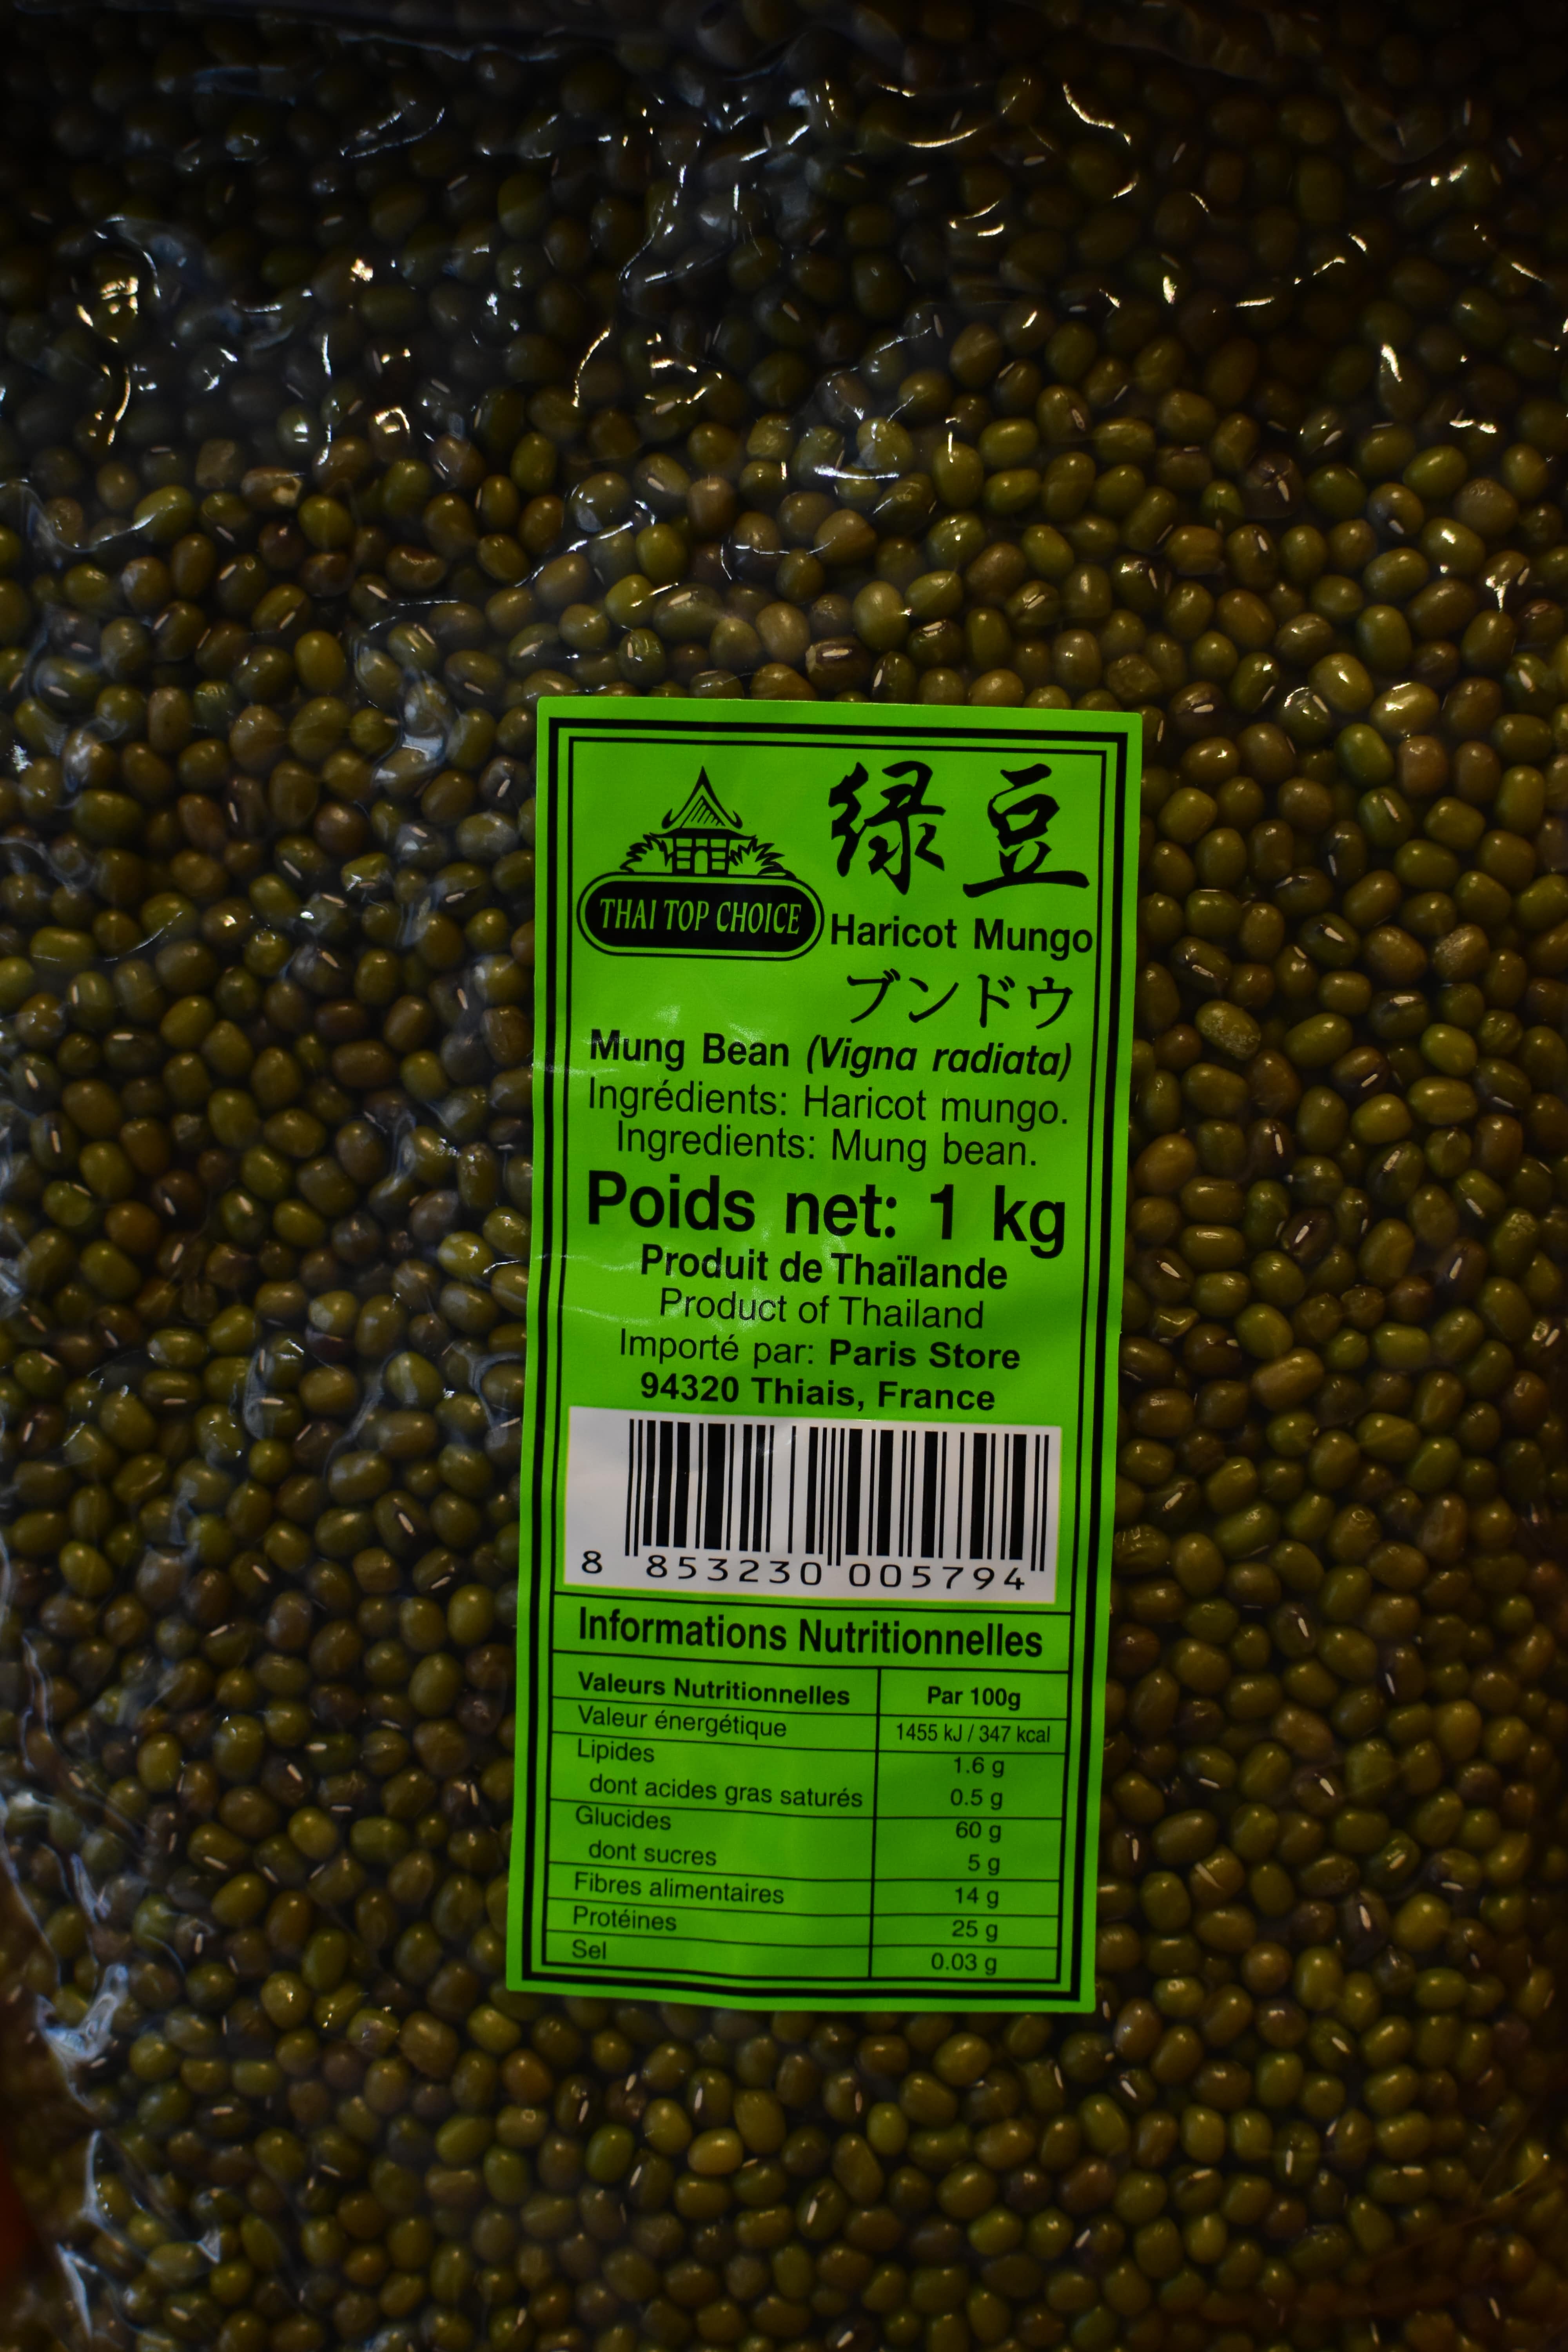 绿豆
THAI TOP CHOICE
Haricot Mungo
ブンドウ
Mung Bean (Vigna radiata)
Ingrédients: Haricot mungo.
Ingredients: Mung bean.
Poids net: 1 kg
Produit de Thaïlande
Product of Thailand
Importé par: Paris Store
94320 Thiais, France
8 853230 005794
Informations Nutritionnelles
Valeurs Nutritionnelles Par 100g
Valeur énergétique 1455 kJ / 347 kcal
Lipides 1.6 g
dont acides gras saturés 0.5 g
Glucides 60 g
dont sucres 5 g
Fibres alimentaires 14 g
Protéines 25 g
Sel 0.03 g